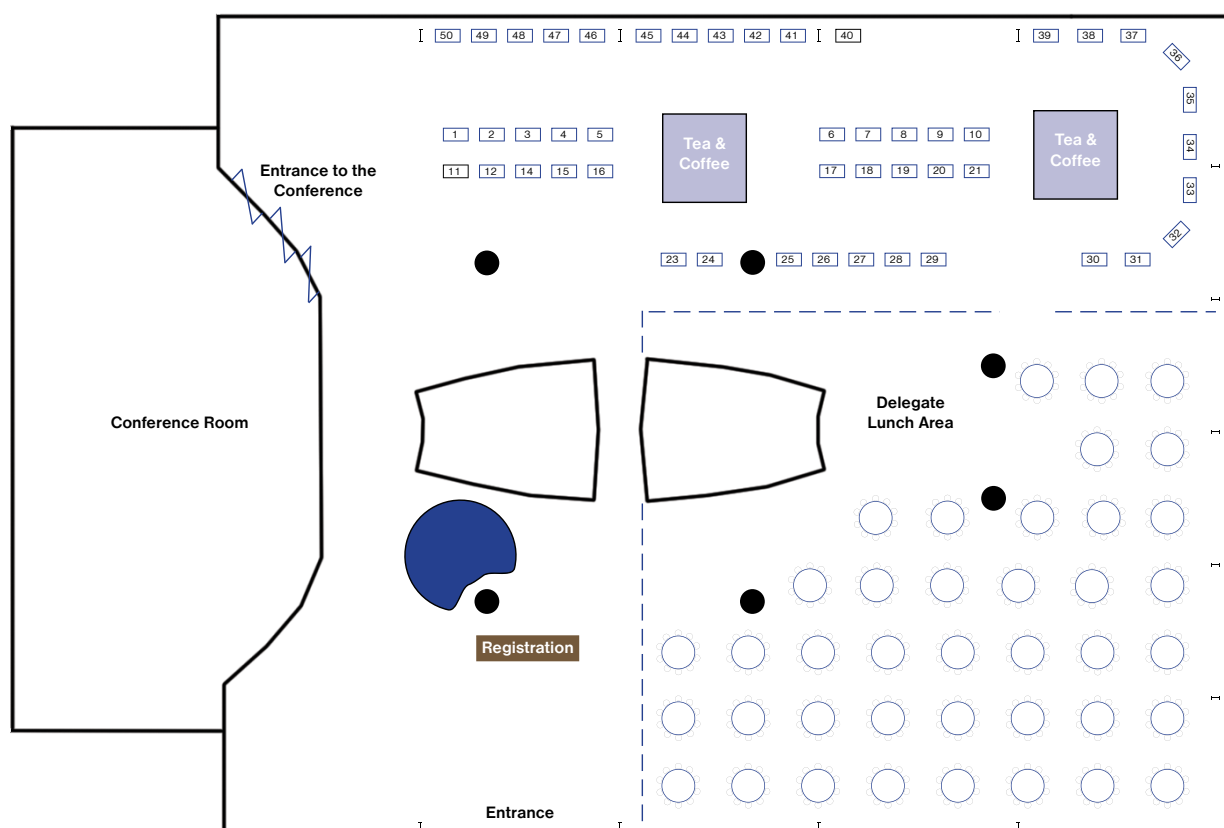 50 49 48 47 46 45 44 43 42 41 40 39 38 37
36
35
1 2 3 4 5 6 7 8 9 10
Tea &
Coffee
Tea &
Coffee
34
Entrance to the
Conference
11 12 14 15 16 17 18 19 20 21
33
32
23 24 25 26 27 28 29 30 31
Delegate
Lunch Area
Conference Room
Registration
Entrance